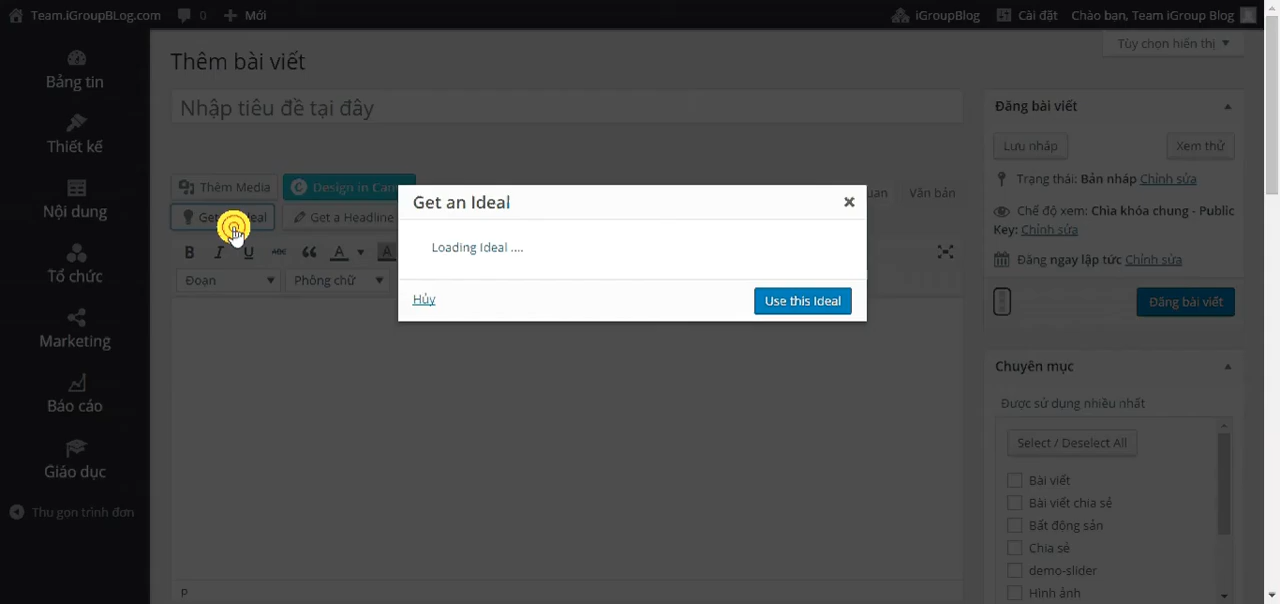 Team.iGroupBLog.com 0 Mới iGroupBlog Cài đặt Chào bạn, Team iGroup Blog
Tùy chọn hiển thị
Bảng tin
Thiết kế
Nội dung
Tổ chức
Marketing
Báo cáo
Giáo dục
Thu gọn trình đơn
Thêm bài viết
Nhập tiêu đề tại đây
Thêm Media Design in Can
Văn bản
Get Ideal Get a Headline
B I U ABC A A
Đoạn Phông chữ
p
Get an Ideal
Loading Ideal ....
Hủy Use this Ideal
Đăng bài viết
Lưu nháp Xem thử
Trạng thái: Bản nháp Chỉnh sửa
Chế độ xem: Chìa khóa chung - Public
Key: Chỉnh sửa
Đăng ngay lập tức Chỉnh sửa
Đăng bài viết
Chuyên mục
Được sử dụng nhiều nhất
Select / Deselect All
Bài viết
Bài viết chia sẻ
Bất động sản
Chia sẻ
demo-slider
Hình ảnh